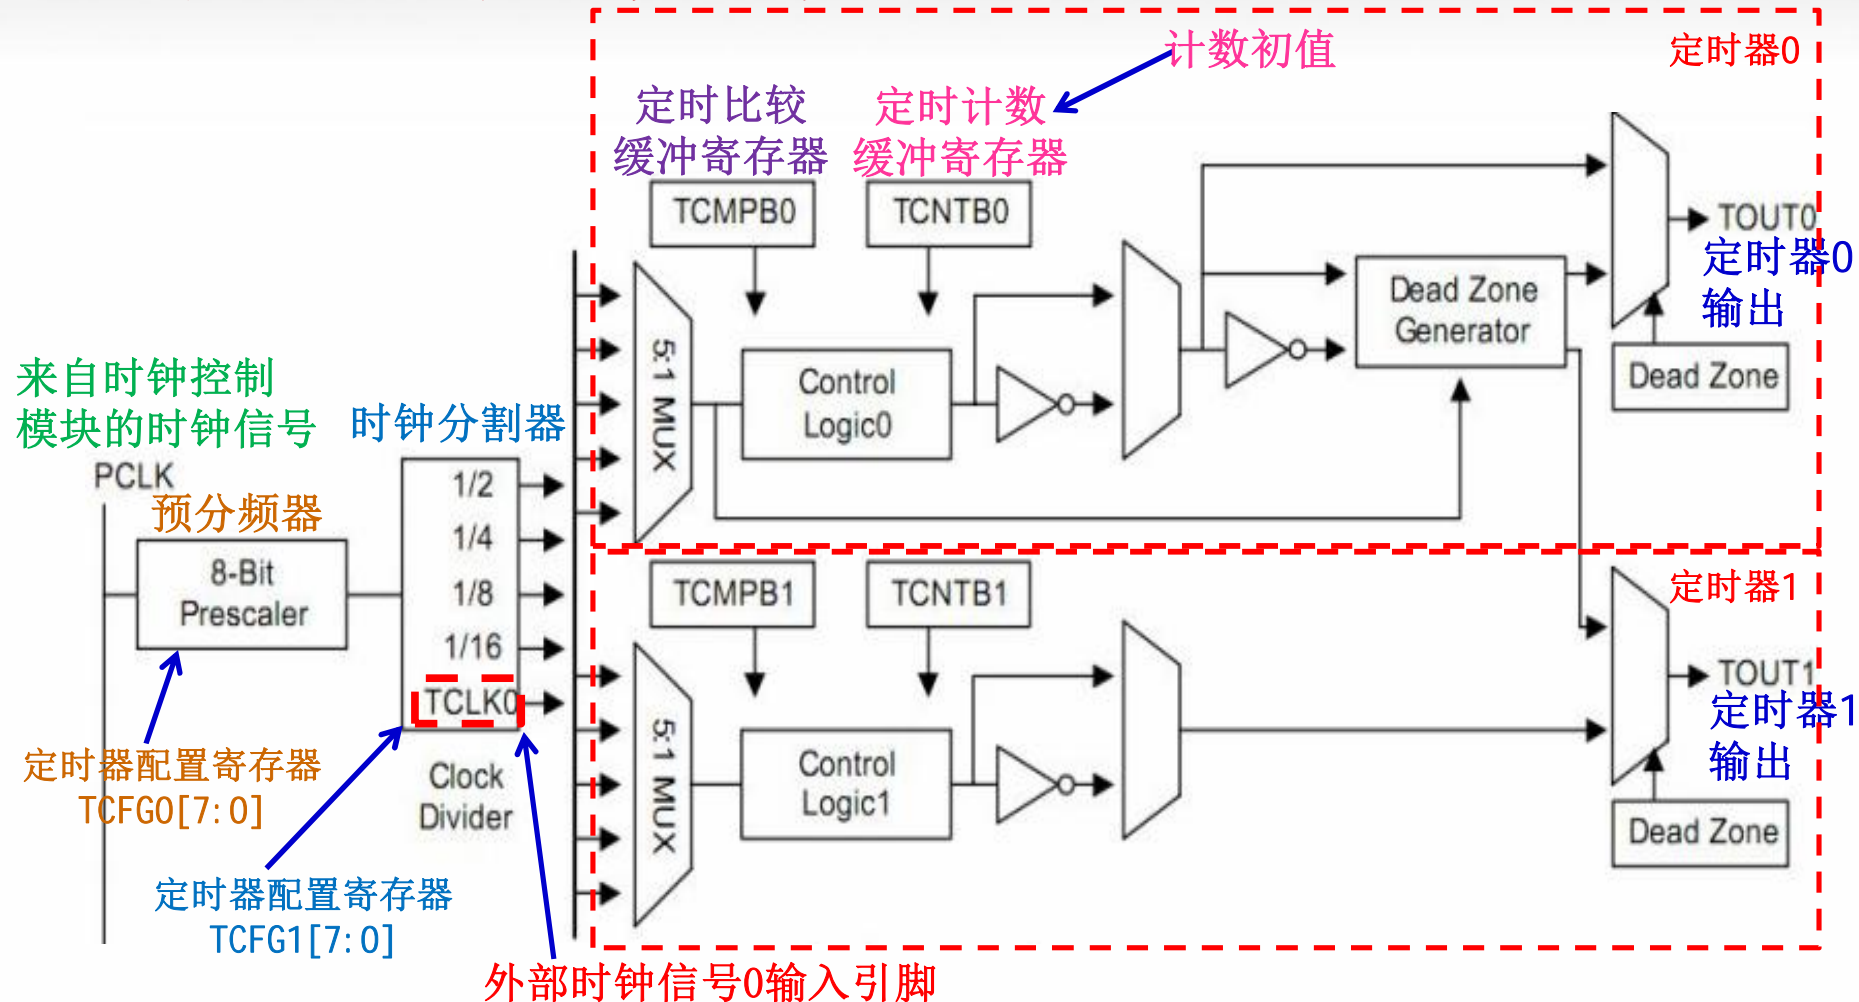 计数初值
定时器0
定时比较
缓冲寄存器
定时计数
缓冲寄存器
TCMPB0
TCNTB0
TOUT0
定时器0
输出
Dead Zone
Generator
Dead Zone
5:1 MUX
Control
Logic0
来自时钟控制
模块的时钟信号
PCLK
预分频器
8-Bit
Prescaler
时钟分割器
1/2
1/4
1/8
1/16
TCLK0
Clock
Divider
定时器配置寄存器
TCFG0[7:0]
定时器配置寄存器
TCFG1[7:0]
外部时钟信号0输入引脚
TCMPB1
TCNTB1
定时器1
5:1 MUX
Control
Logic1
TOUT1
定时器1
输出
Dead Zone